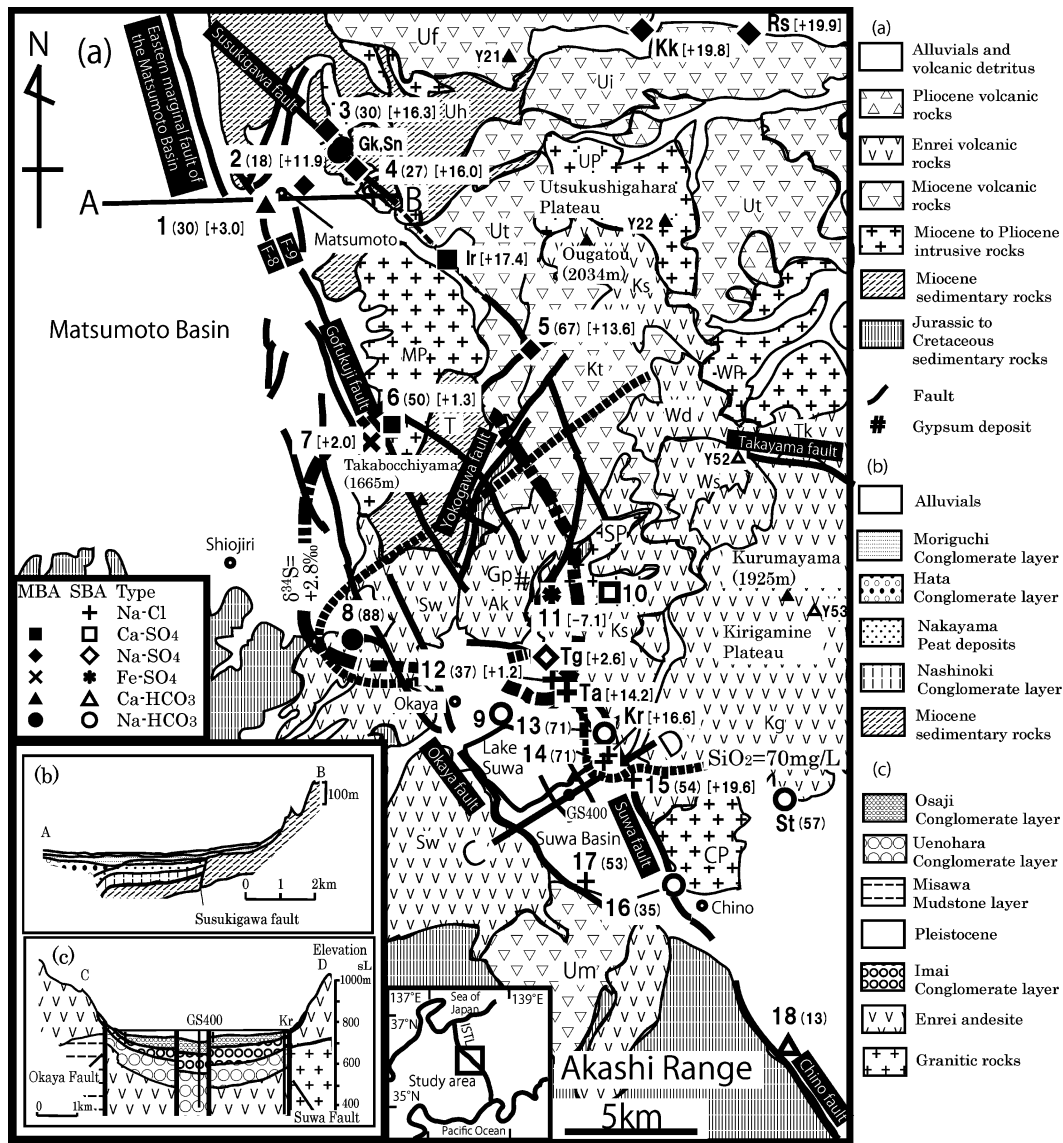 N
(a)
Eastern marginal fault of
the Matsumoto Basin
Susukigawa fault
Uf
Y21
Kk [+19.8]
Rs [+19.9]
Ui
3 (30) [+16.3]
Uh
Gk,Sn
2 (18) [+11.9]
4 (27) [+16.0]
A
B
1 (30) [+3.0]
F-8
F-9
Matsumoto
UP
Utsukushigahara
Plateau
Y22
Ut
Ut
Ougatou
(2034m)
Ir [+17.4]
Ks
Matsumoto Basin
MP
5 (67) [+13.6]
Kt
WP
Gofukuji fault
6 (50) [+1.3]
T
Wd
Tk
Takayama fault
7 [+2.0]
Takabocchiyama
(1665m)
Yokogawa fault
Y52
Ws
Shiojiri
δ34S=
+2.8‰
SP
Kurumayama
(1925m)
Gp
#
Sw
Ak
10
Y53
8 (88)
11 [−7.1]
Ks
Kirigamine
Plateau
12 (37) [+1.2]
Tg [+2.6]
Okaya
Ta [+14.2]
9
13 (71)
Kr [+16.6]
Kg
Lake
Suwa
14 (71)
D
SiO2=70mg/L
Okaya fault
15 (54) [+19.6]
GS400
St (57)
Sw
C
Suwa Basin
Suwa fault
CP
17 (53)
16 (35)
Chino
Um
18 (13)
Chino fault
Akashi Range
5km
MBA SBA Type
Na-Cl
Ca-SO4
Na-SO4
Fe-SO4
Ca-HCO3
Na-HCO3
(b)
B
100m
A
0 1 2km
Susukigawa fault
(c)
Elevation
C
D
sL
1000m
GS400
Kr
800
600
400
Okaya Fault
0 1km
Suwa Fault
137°E
139°E
Sea of
Japan
37°N
ISTL
Study area
35°N
Pacific Ocean
(a)
Alluvials and
volcanic detritus
Pliocene volcanic
rocks
Enrei volcanic
rocks
Miocene volcanic
rocks
Miocene to Pliocene
intrusive rocks
Miocene
sedimentary rocks
Jurassic to
Cretaceous
sedimentary rocks
Fault
# Gypsum deposit
(b)
Alluvials
Moriguchi
Conglomerate layer
Hata
Conglomerate layer
Nakayama
Peat deposits
Nashinoki
Conglomerate layer
Miocene
sedimentary rocks
(c)
Osaji
Conglomerate layer
Uenohara
Conglomerate layer
Misawa
Mudstone layer
Pleistocene
Imai
Conglomerate layer
Enrei andesite
Granitic rocks